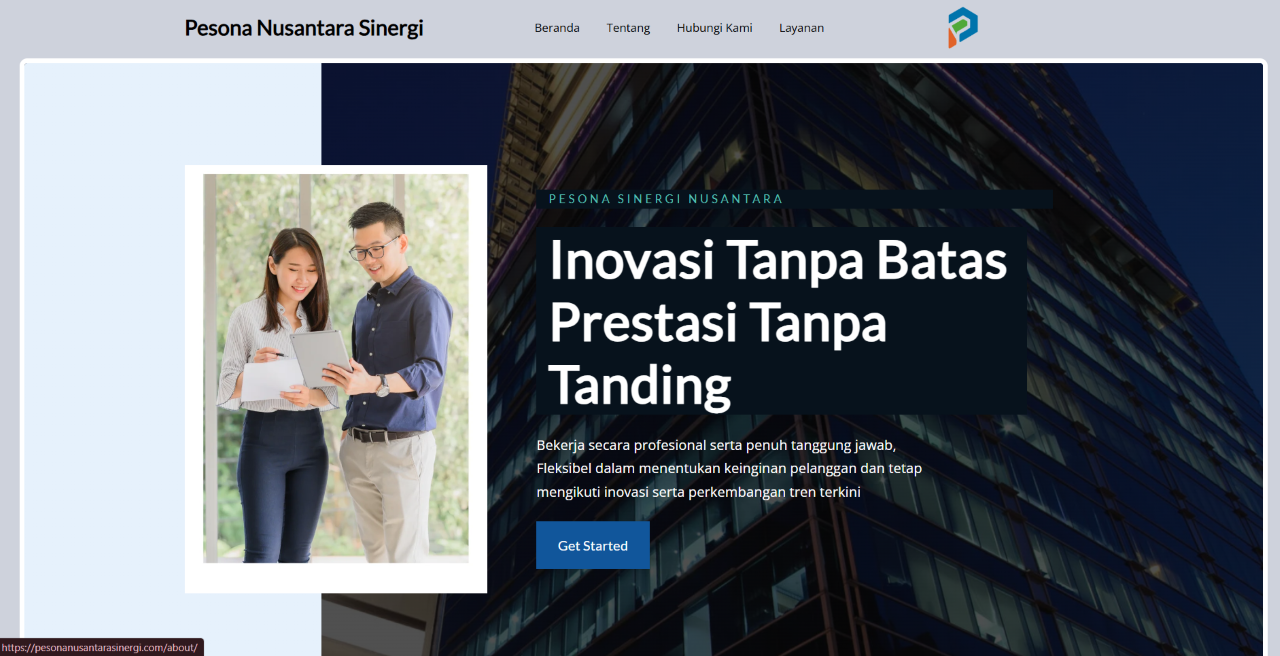 Pesona Nusantara Sinergi
Beranda Tentang Hubungi Kami Layanan
PESONA SINERGI NUSANTARA
Inovasi Tanpa Batas
Prestasi Tanpa
Tanding
Bekerja secara profesional serta penuh tanggung jawab,
Fleksibel dalam menentukan keinginan pelanggan dan tetap
mengikuti inovasi serta perkembangan tren terkini
Get Started
https://pesonanusantarasinergi.com/about/